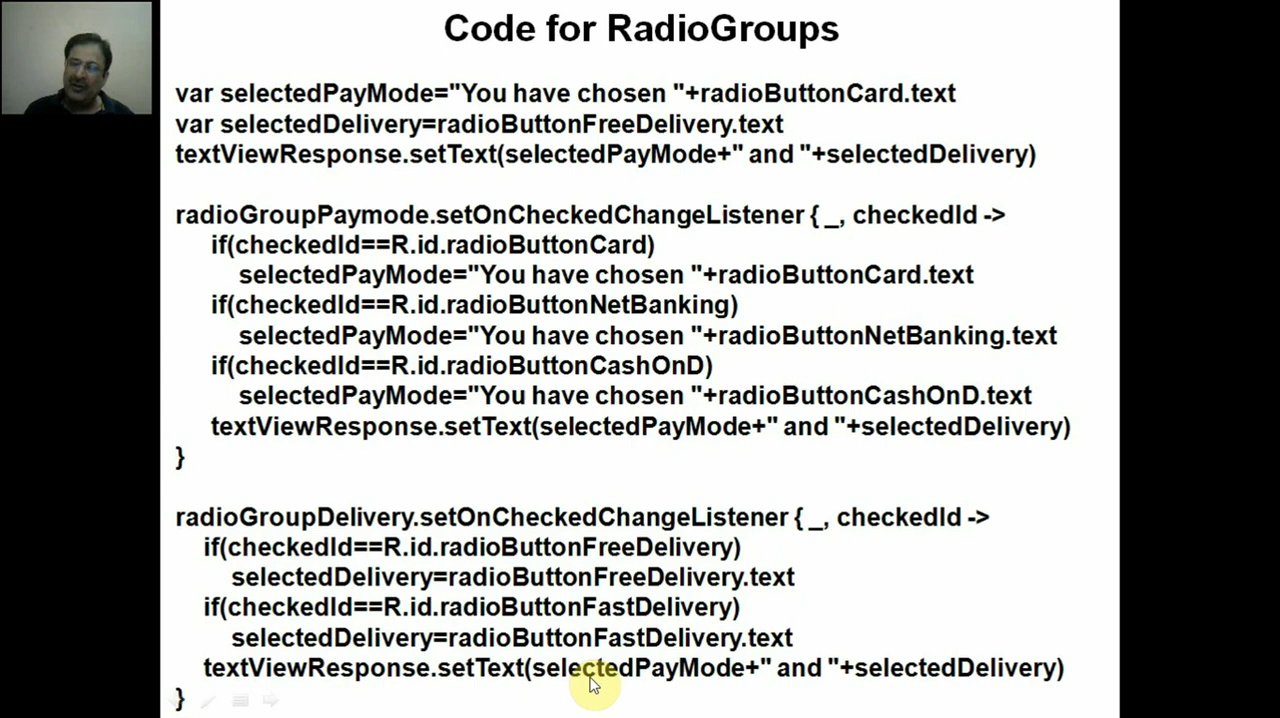 Code for RadioGroups
var selectedPayMode="You have chosen "+radioButtonCard.text
var selectedDelivery=radioButtonFreeDelivery.text
textViewResponse.setText(selectedPayMode+" and "+selectedDelivery)
radioGroupPaymode.setOnCheckedChangeListener { _, checkedId ->
if(checkedId==R.id.radioButtonCard)
selectedPayMode="You have chosen "+radioButtonCard.text
if(checkedId==R.id.radioButtonNetBanking)
selectedPayMode="You have chosen "+radioButtonNetBanking.text
if(checkedId==R.id.radioButtonCashOnD)
selectedPayMode="You have chosen "+radioButtonCashOnD.text
textViewResponse.setText(selectedPayMode+" and "+selectedDelivery)
}
radioGroupDelivery.setOnCheckedChangeListener { _, checkedId ->
if(checkedId==R.id.radioButtonFreeDelivery)
selectedDelivery=radioButtonFreeDelivery.text
if(checkedId==R.id.radioButtonFastDelivery)
selectedDelivery=radioButtonFastDelivery.text
textViewResponse.setText(selectedPayMode+" and "+selectedDelivery)
}